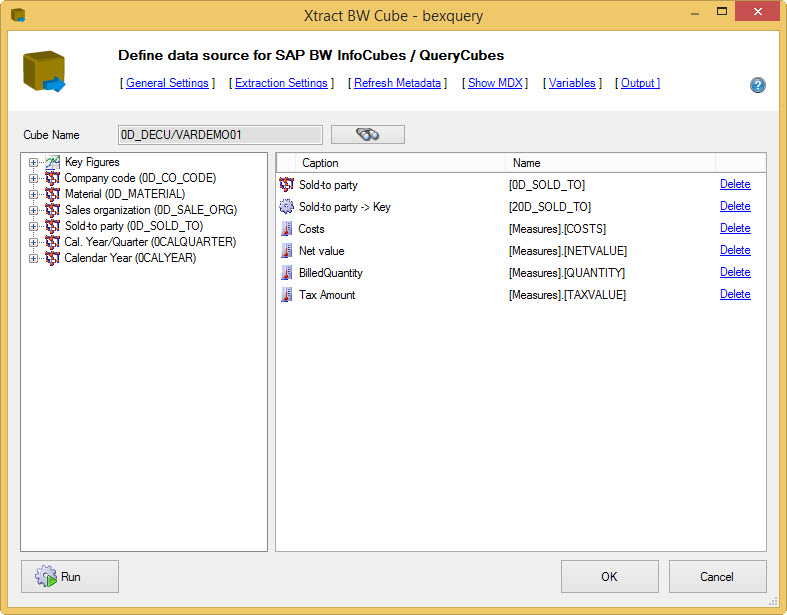 Xtract BW Cube - bexquery
Define data source for SAP BW InfoCubes / QueryCubes
[ General Settings ] [ Extraction Settings ] [ Refresh Metadata ] [ Show MDX ] [ Variables ] [ Output ]
Cube Name 0D_DECU/VARDEMO01
Key Figures
Company code (0D_CO_CODE)
Material (0D_MATERIAL)
Sales organization (0D_SALE_ORG)
Sold-to party (0D_SOLD_TO)
Cal. Year/Quarter (0CALQUARTER)
Calendar Year (0CALYEAR)
Caption Name
Sold-to party [0D_SOLD_TO] Delete
Sold-to party -> Key [20D_SOLD_TO] Delete
Costs [Measures].[COSTS] Delete
Net value [Measures].[NETVALUE] Delete
BilledQuantity [Measures].[QUANTITY] Delete
Tax Amount [Measures].[TAXVALUE] Delete
Run OK Cancel